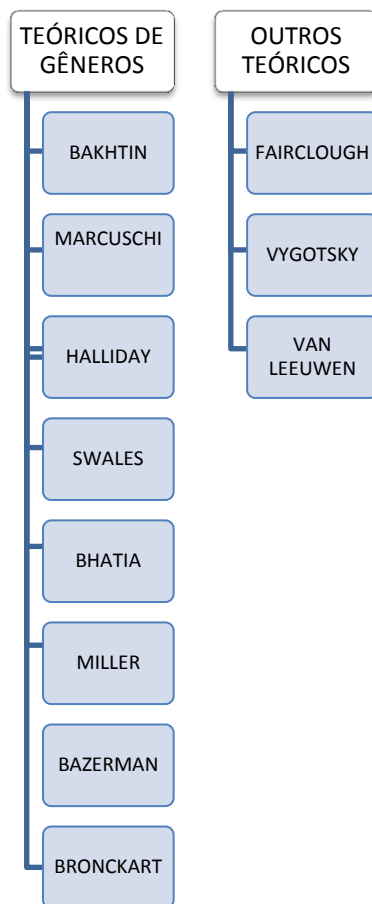 TEÓRICOS DE
GÊNEROS
BAKHTIN
MARCUSCHI
HALLIDAY
SWALES
BHATIA
MILLER
BAZERMAN
BRONCKART
OUTROS
TEÓRICOS
FAIRCLOUGH
VYGOTSKY
VAN
LEEUWEN